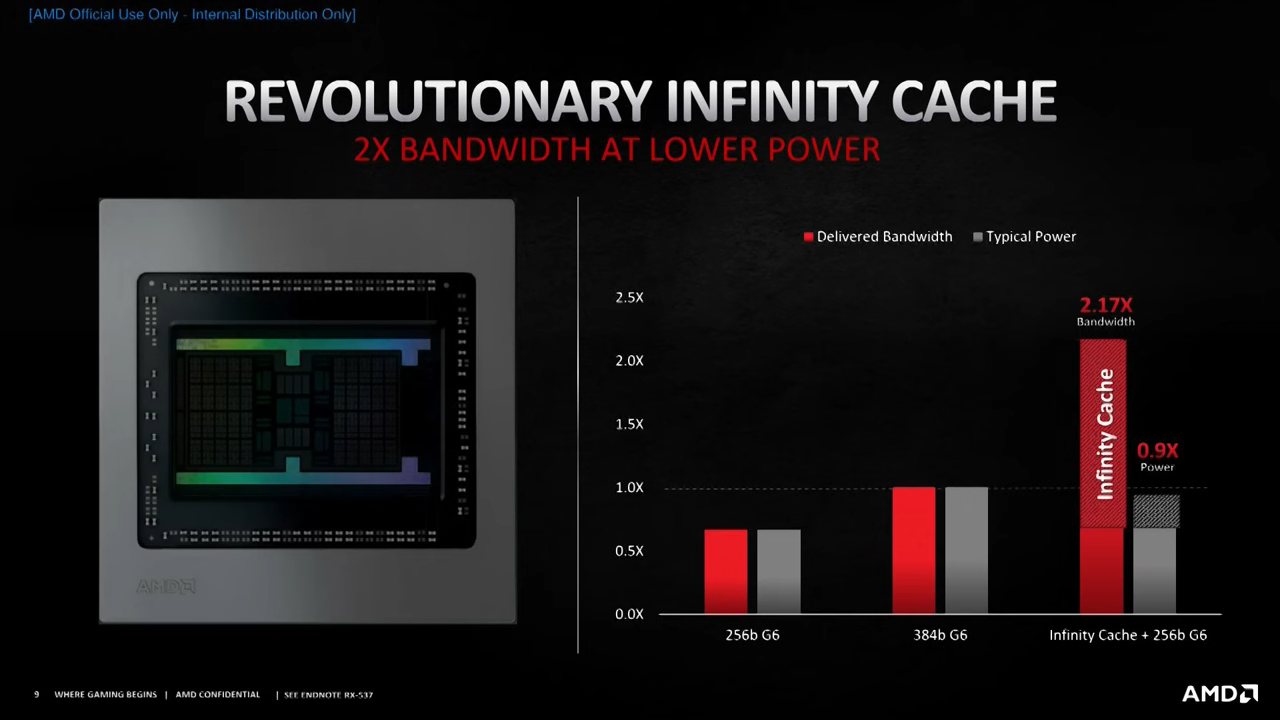 [AMD Official Use Only - Internal Distribution Only]
REVOLUTIONARY INFINITY CACHE
2X BANDWIDTH AT LOWER POWER
Delivered Bandwidth
Typical Power
2.5X
2.0X
1.5X
1.0X
0.5X
0.0X
2.17X
Bandwidth
Infinity Cache
0.9X
Power
256b G6
384b G6
Infinity Cache + 256b G6
AMD
9 WHERE GAMING BEGINS | AMD CONFIDENTIAL | SEE ENDNOTE RX-537
AMD